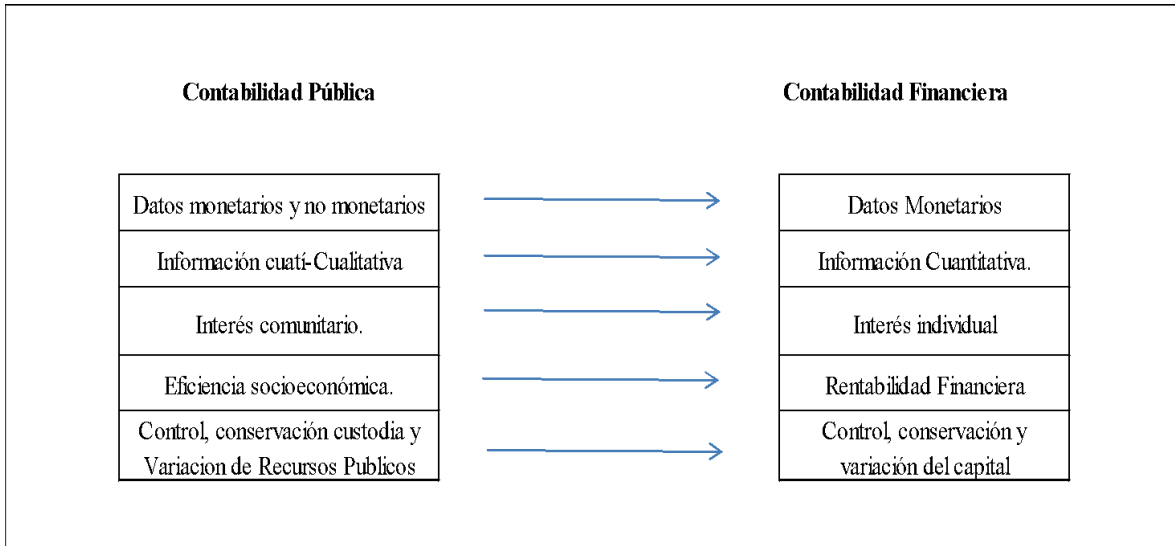 Contabilidad Pública
Contabilidad Financiera
Datos monetarios y no monetarios
Datos Monetarios
Información cuatí-Cualitativa
Información Cuantitativa.
Interés comunitario.
Interés individual
Eficiencia socioeconómica.
Rentabilidad Financiera
Control, conservación custodia y
Variacion de Recursos Publicos
Control, conservación y
variación del capital